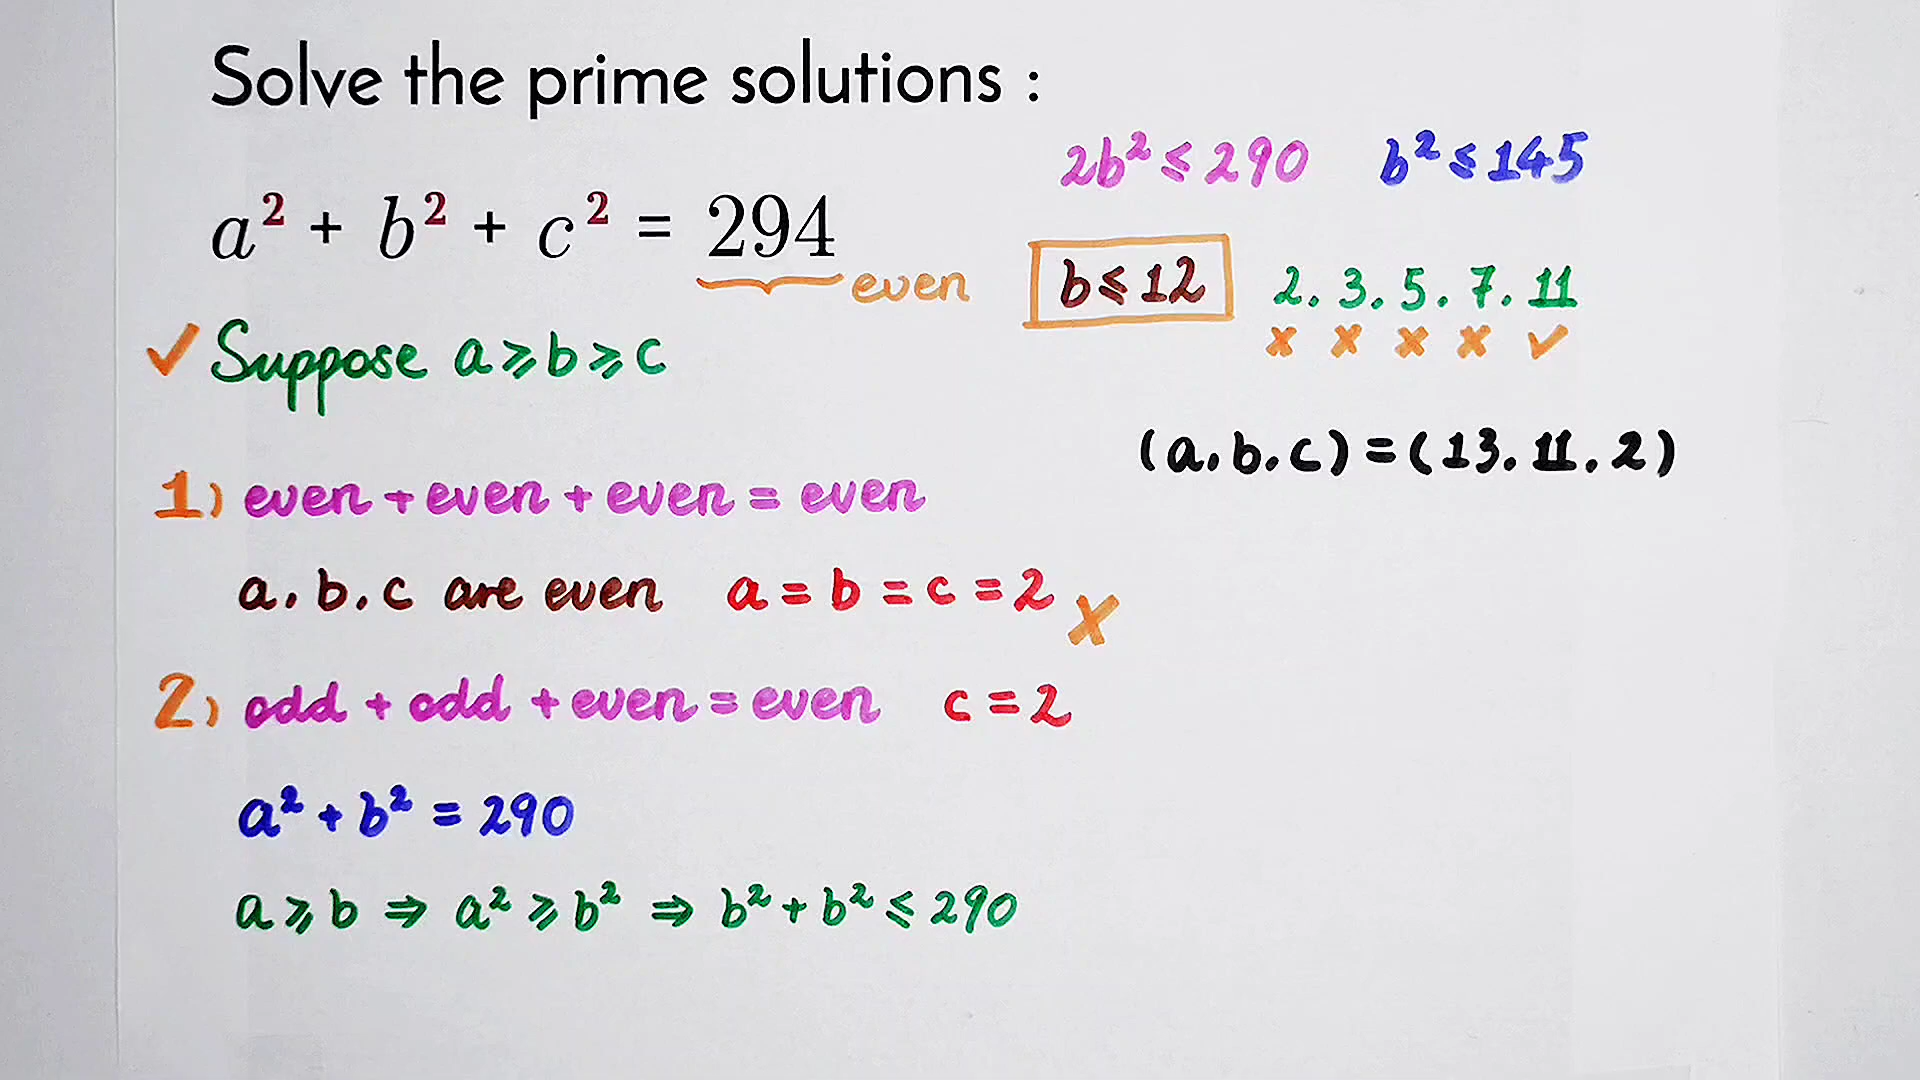 Solve the prime solutions :
a² + b² + c² = 294
even
✓ Suppose a ≥ b ≥ c
1) even + even + even = even
a . b . c are even a = b = c = 2 ×
2) odd + odd + even = even c = 2
a² + b² = 290
a ≥ b ⇒ a² ≥ b² ⇒ b² + b² ≤ 290
2b² ≤ 290 b² ≤ 145
b ≤ 12 2 . 3 . 5 . 7 . 11
× × × × ✓
(a . b . c) = (13 . 11 . 2)